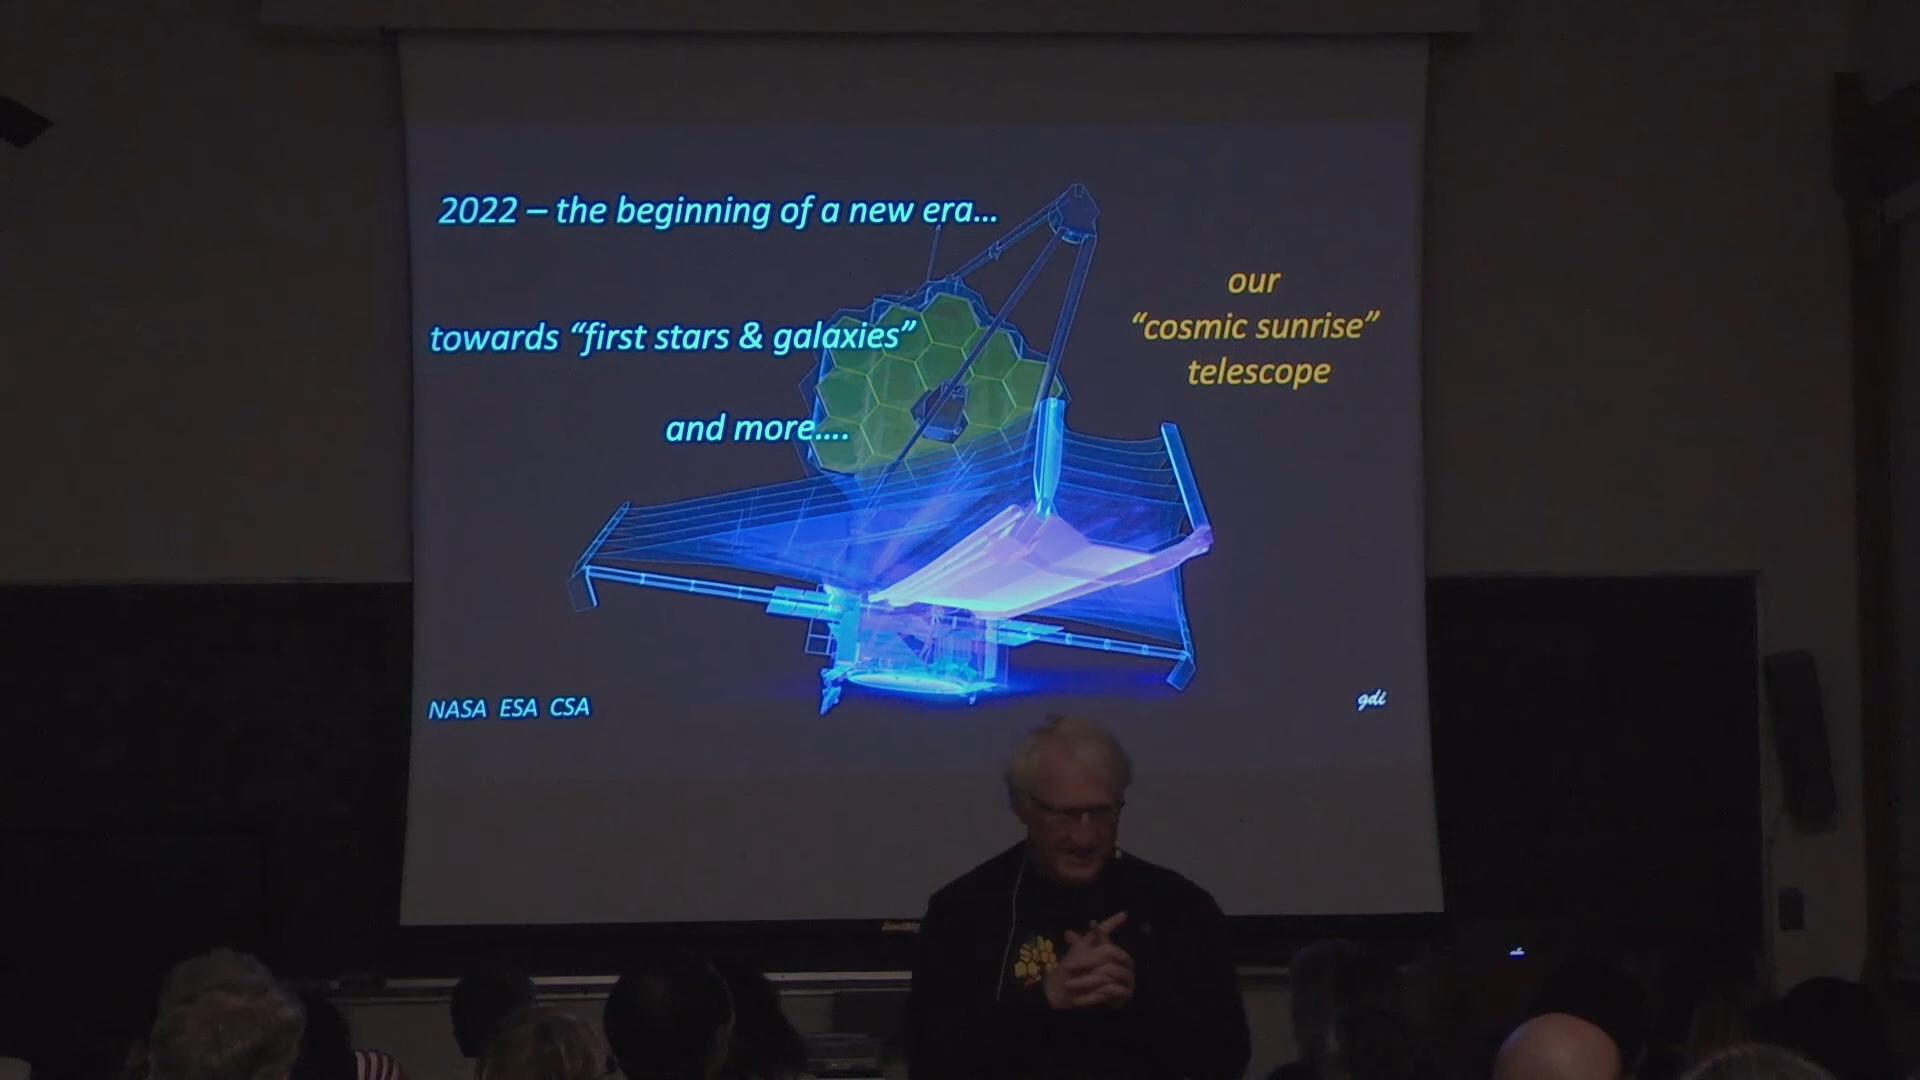 2022 – the beginning of a new era...
our
“cosmic sunrise”
telescope
towards “first stars & galaxies”
and more....
NASA ESA CSA
gdi